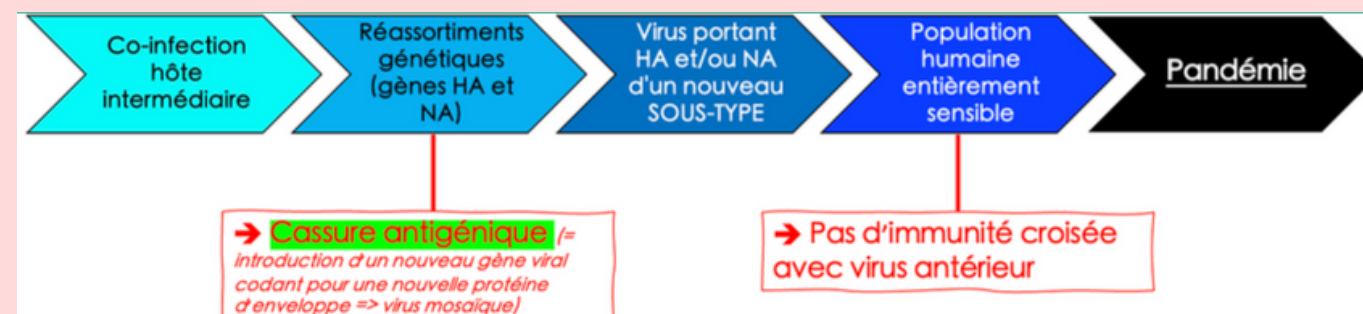 Co-infection
hôte
intermédiaire
Réassortiments
génétiques
(gènes HA et
NA)
Virus portant
HA et/ou NA
d'un nouveau
SOUS-TYPE
Population
humaine
entièrement
sensible
Pandémie
➔ Cassure antigénique (=
introduction d'un nouveau gène viral
codant pour une nouvelle protéine
d'enveloppe => virus mosaïque)
➔ Pas d'immunité croisée
avec virus antérieur